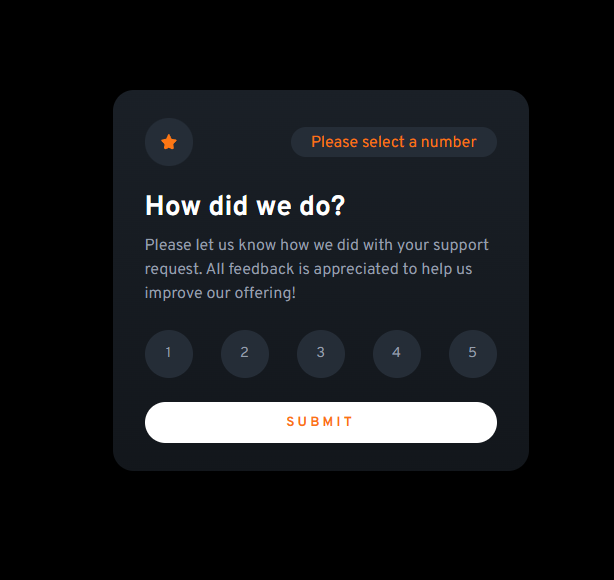 Please select a number
How did we do?
Please let us know how we did with your support
request. All feedback is appreciated to help us
improve our offering!
1 2 3 4 5
SUBMIT